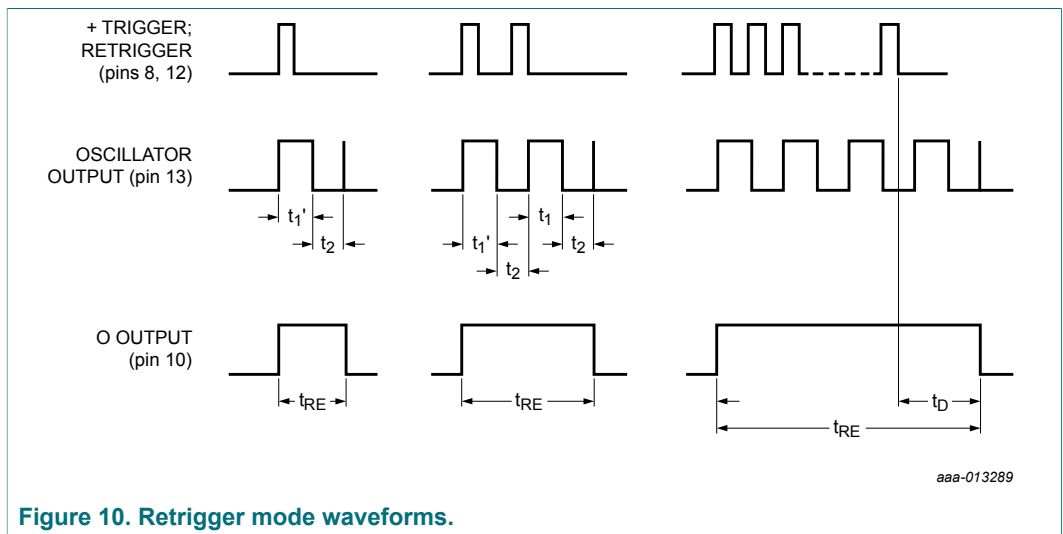 + TRIGGER;
RETRIGGER
(pins 8, 12)
OSCILLATOR
OUTPUT (pin 13)
t1'
t2
t1'
t2
t1
t2
O OUTPUT
(pin 10)
tRE
tRE
tD
tRE
aaa-013289
Figure 10. Retrigger mode waveforms.